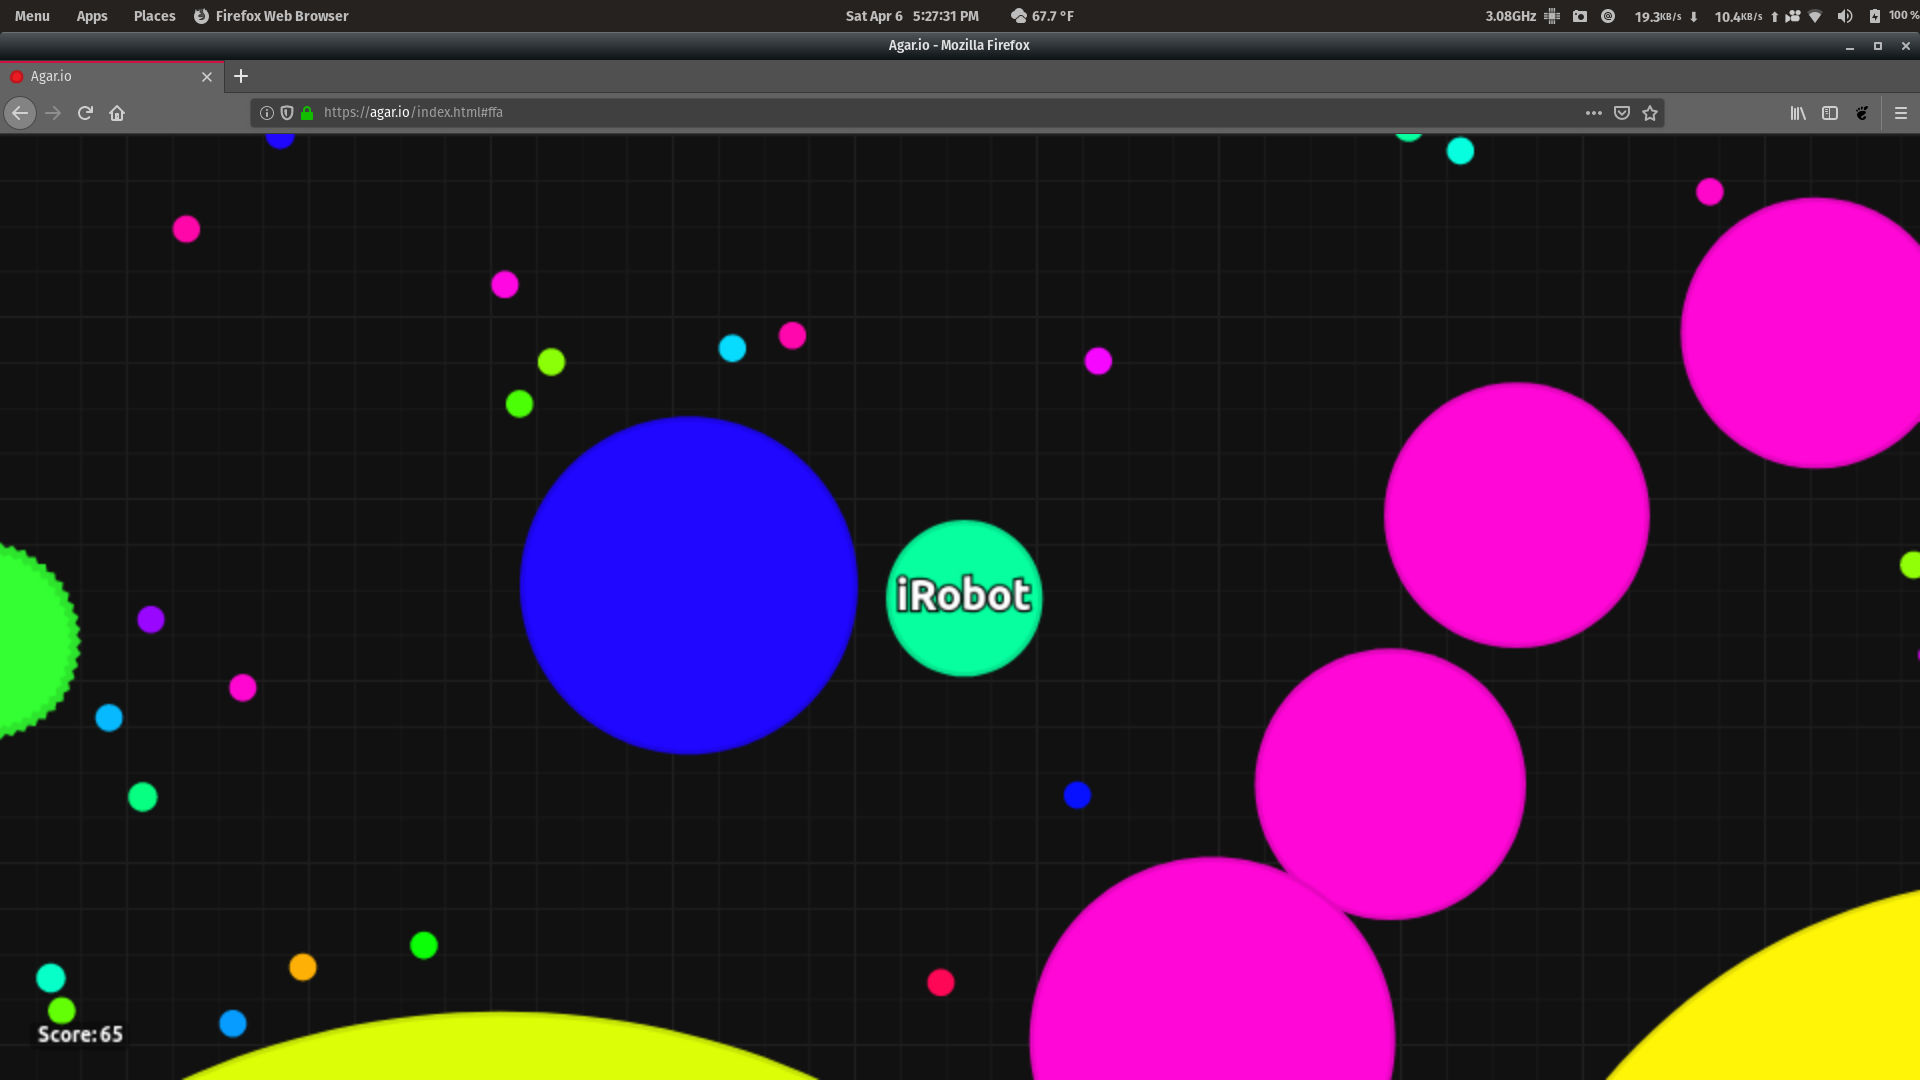 Menu Apps Places Firefox Web Browser Sat Apr 6 5:27:31 PM 67.7 °F 3.08GHz 19.3KB/s 10.4KB/s 100 %
Agar.io - Mozilla Firefox
Agar.io
https://agar.io/index.html#ffa
iRobot
Score: 65